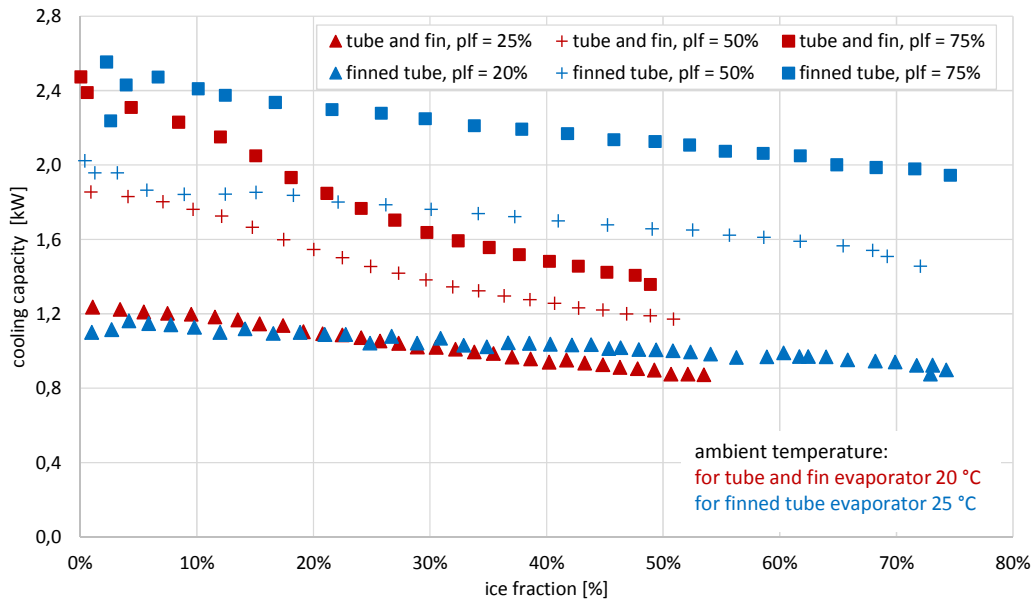 2,8
2,4
2,0
1,6
1,2
0,8
0,4
0,0
cooling capacity [kW]
tube and fin, plf = 25%
tube and fin, plf = 50%
tube and fin, plf = 75%
finned tube, plf = 20%
finned tube, plf = 50%
finned tube, plf = 75%
ambient temperature:
for tube and fin evaporator 20 °C
for finned tube evaporator 25 °C
0% 10% 20% 30% 40% 50% 60% 70% 80%
ice fraction [%]